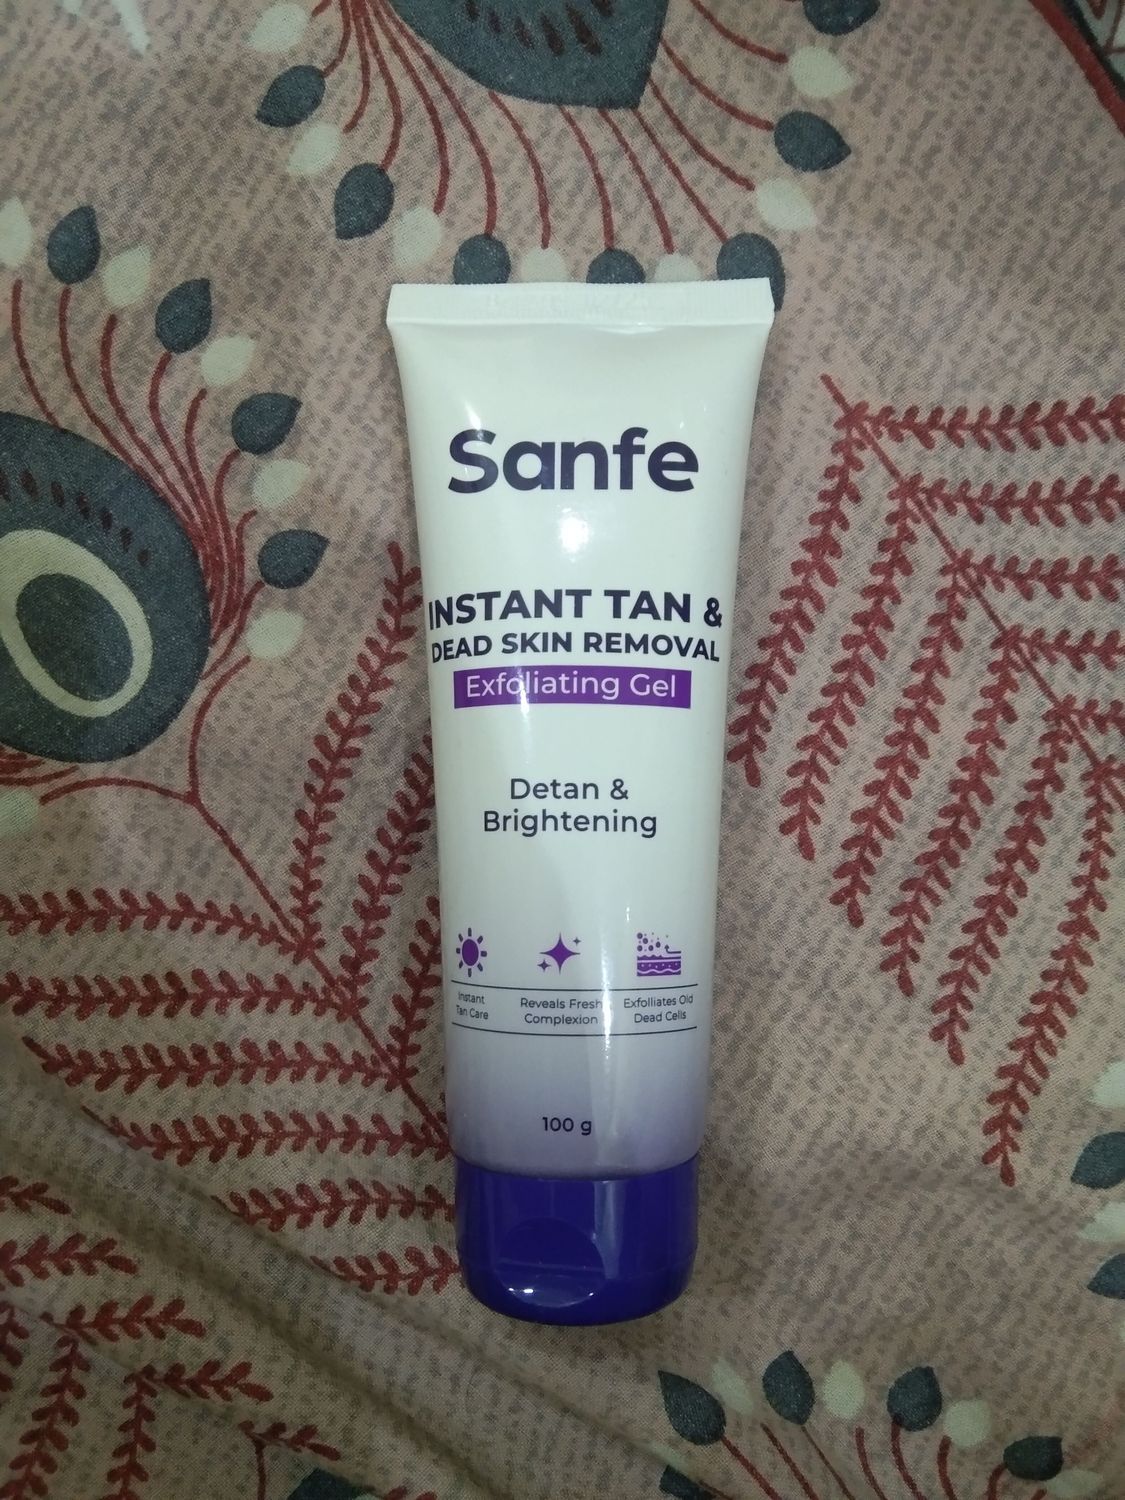 Sanfe
INSTANT TAN &
DEAD SKIN REMOVAL
Exfoliating Gel
Detan &
Brightening
Instant
Tan Care
Reveals Fresh
Complexion
Exfolliates Old
Dead Cells
100 g